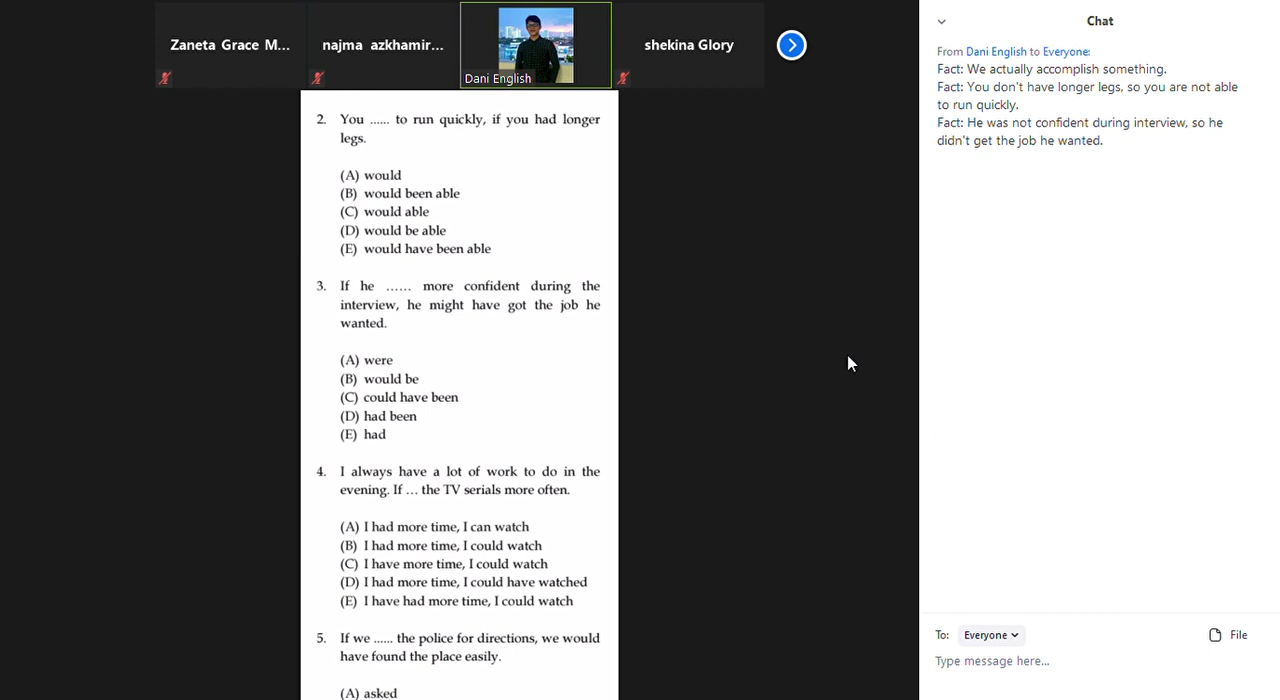 Zaneta Grace M...
najma azkhamir...
Dani English
shekina Glory
2. You ...... to run quickly, if you had longer
legs.
(A) would
(B) would been able
(C) would able
(D) would be able
(E) would have been able
3. If he ...... more confident during the
interview, he might have got the job he
wanted.
(A) were
(B) would be
(C) could have been
(D) had been
(E) had
4. I always have a lot of work to do in the
evening. If ... the TV serials more often.
(A) I had more time, I can watch
(B) I had more time, I could watch
(C) I have more time, I could watch
(D) I had more time, I could have watched
(E) I have had more time, I could watch
5. If we ...... the police for directions, we would
have found the place easily.
(A) asked
Chat
From Dani English to Everyone:
Fact: We actually accomplish something.
Fact: You don't have longer legs, so you are not able
to run quickly.
Fact: He was not confident during interview, so he
didn't get the job he wanted.
To: Everyone
File
Type message here...